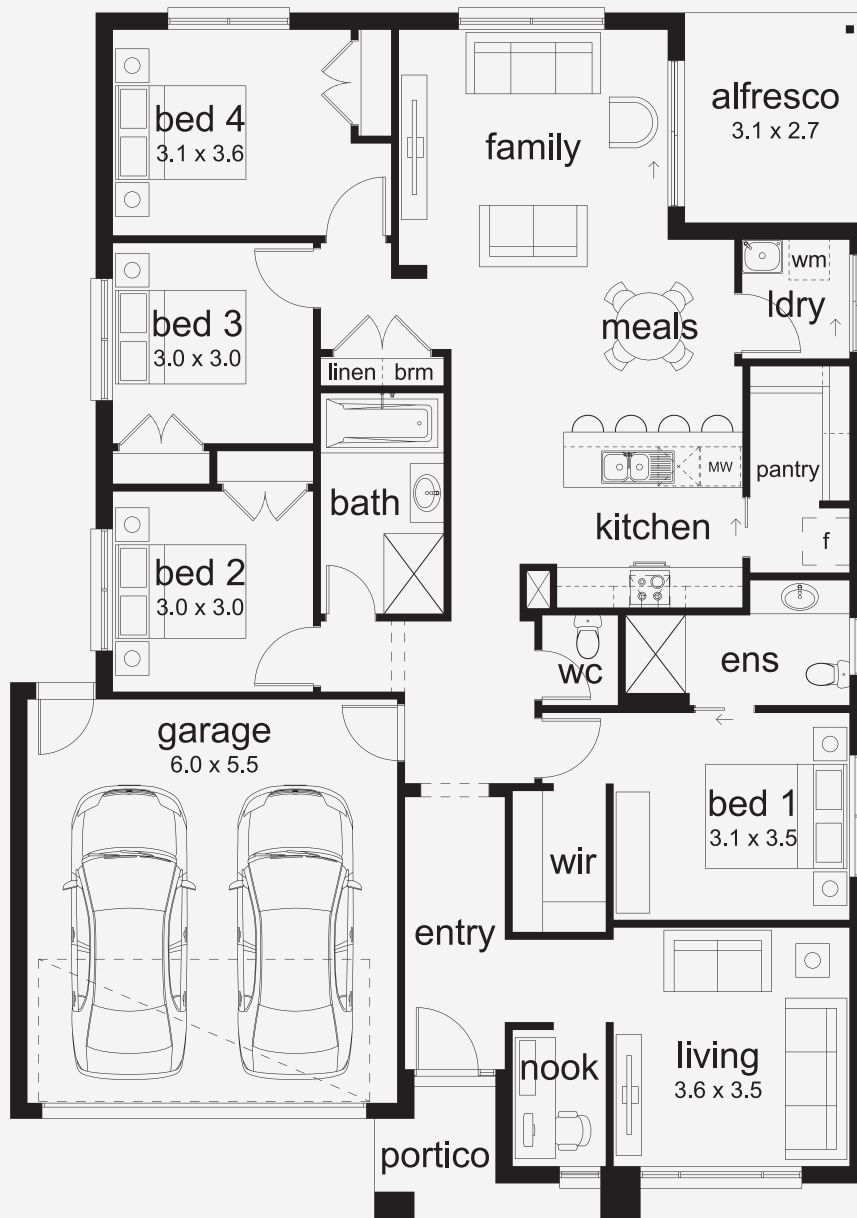 bed 4
3.1 x 3.6
family
alfresco
3.1 x 2.7
wm
ldry
bed 3
3.0 x 3.0
meals
linen brm
MW
pantry
bath
kitchen
f
bed 2
3.0 x 3.0
wc
ens
garage
6.0 x 5.5
bed 1
3.1 x 3.5
wir
entry
nook
living
3.6 x 3.5
portico